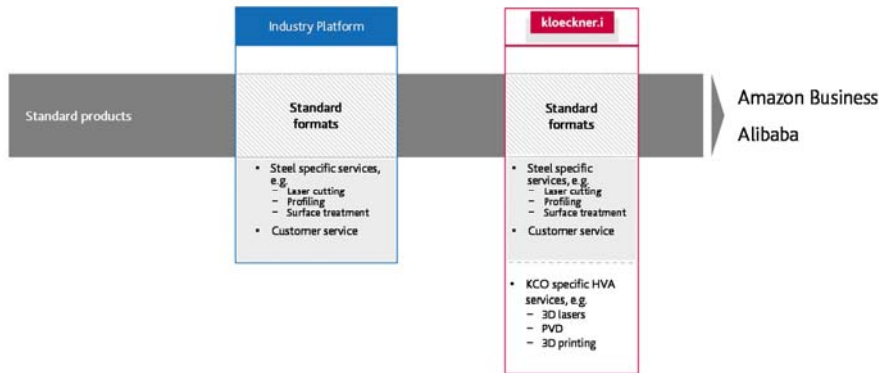 Industry Platform
kloeckner.i
Standard products
Standard
formats
Standard
formats
Amazon Business
Alibaba
• Steel specific services,
e.g.
– Laser cutting
– Profiling
– Surface treatment
• Customer service
• Steel specific
services, e.g.
– Laser cutting
– Profiling
– Surface treatment
• Customer service
• KCO specific HVA
services, e.g.
– 3D lasers
– PVD
– 3D printing